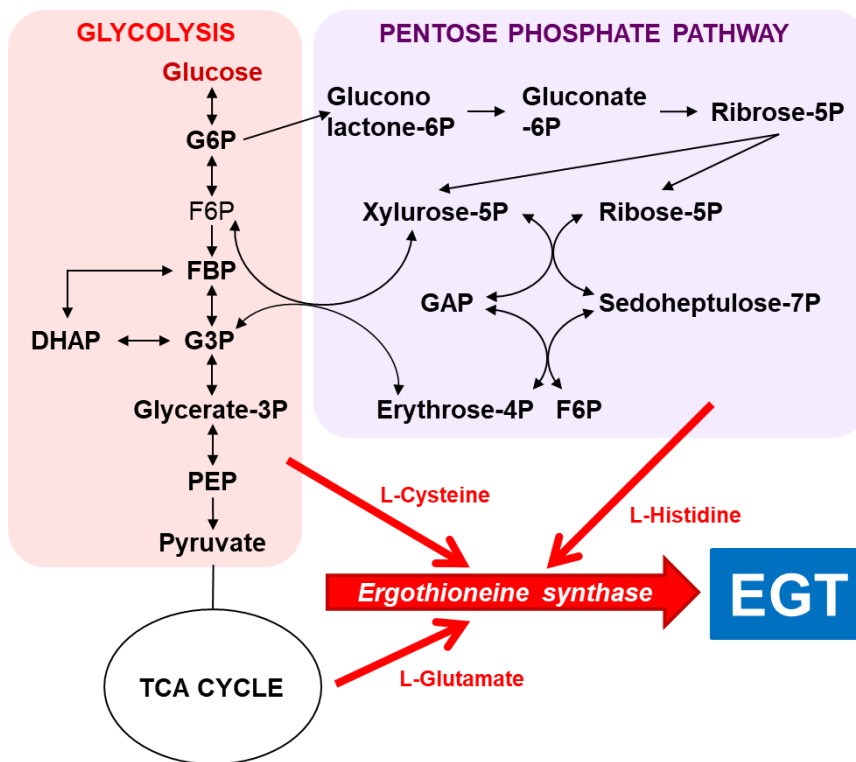 GLYCOLYSIS
Glucose
G6P
F6P
FBP
DHAP
G3P
Glycerate-3P
PEP
Pyruvate
TCA CYCLE
PENTOSE PHOSPHATE PATHWAY
Glucono
lactone-6P
Gluconate
-6P
Ribrose-5P
Xylurose-5P
Ribose-5P
GAP
Sedoheptulose-7P
Erythrose-4P
F6P
L-Cysteine
L-Histidine
Ergothioneine synthase
EGT
L-Glutamate